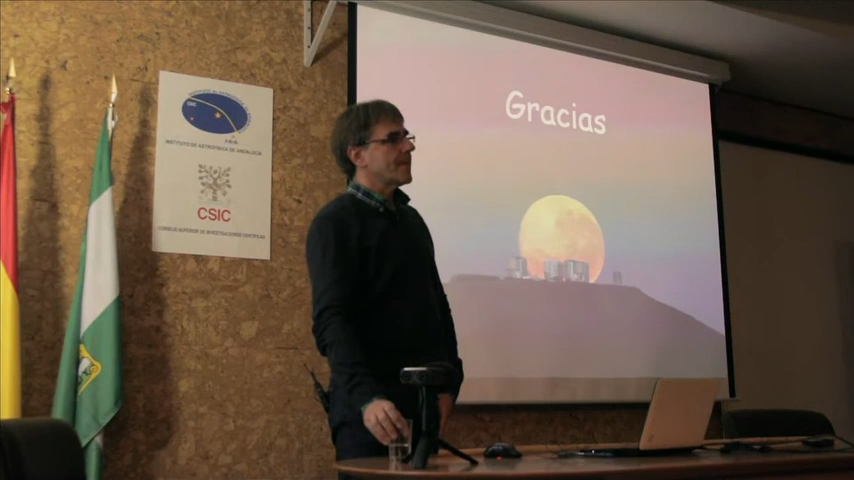 INSTITUTO DE ASTROFÍSICA DE ANDALUCÍA
CSIC
CONSEJO SUPERIOR DE INVESTIGACIONES CIENTÍFICAS
Gracias